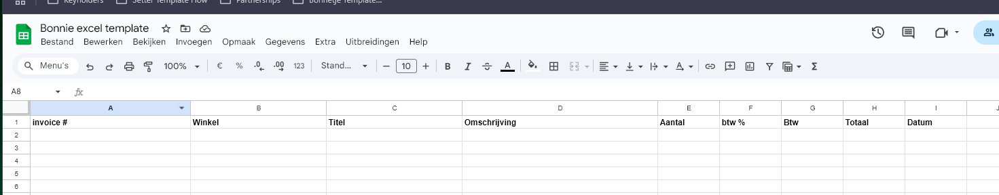 Keyholders Setter Template Flow Partnerships Bonnetje Template...
Bonnie excel template
Bestand Bewerken Bekijken Invoegen Opmaak Gegevens Extra Uitbreidingen Help
Menu's 100% € % .0 .00 123 Stand... 10 B I S A Σ
A8 fx
A B C D E F G H I J
1 invoice # Winkel Titel Omschrijving Aantal btw % Btw Totaal Datum
2
3
4
5
6